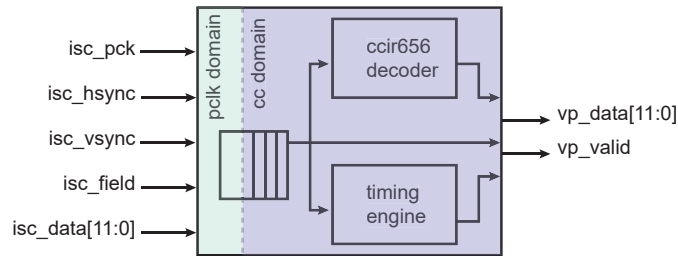 isc_pck
isc_hsync
isc_vsync
isc_field
isc_data[11:0]
pclk domain
cc domain
ccir656
decoder
timing
engine
vp_data[11:0]
vp_valid